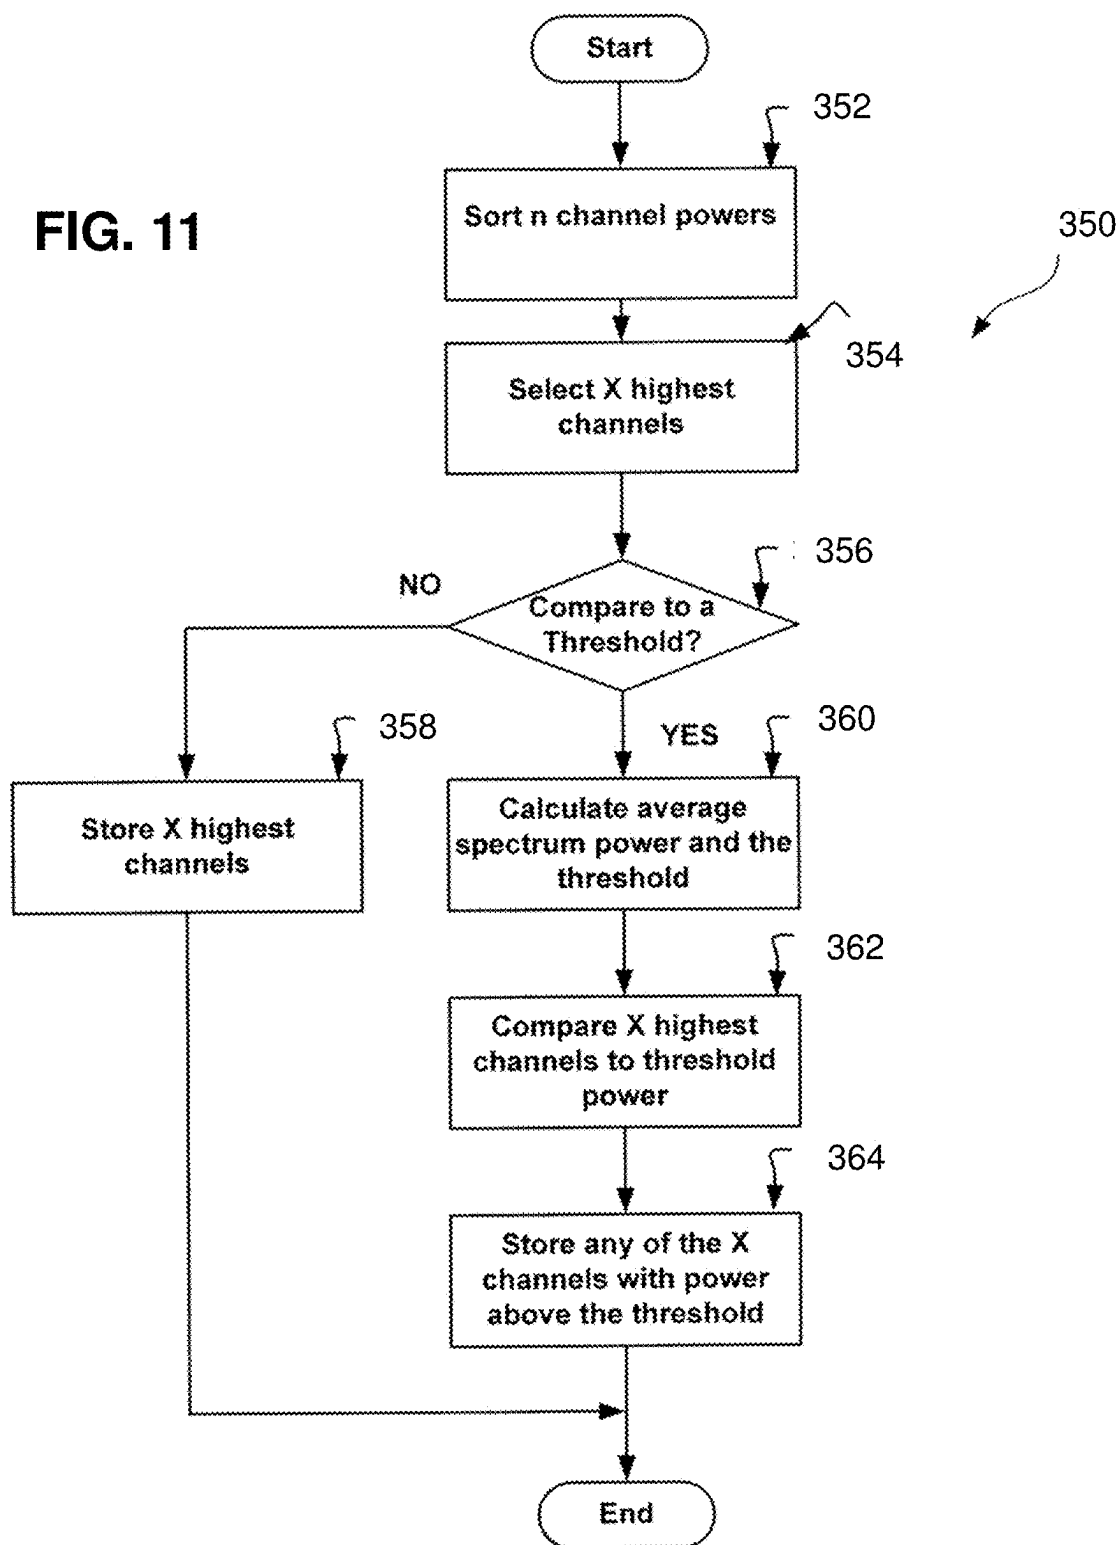 Start
352
FIG. 11
Sort n channel powers
350
354
Select X highest
channels
356
NO
Compare to a
Threshold?
358
360
YES
Store X highest
channels
Calculate average
spectrum power and the
threshold
362
Compare X highest
channels to threshold
power
364
Store any of the X
channels with power
above the threshold
End